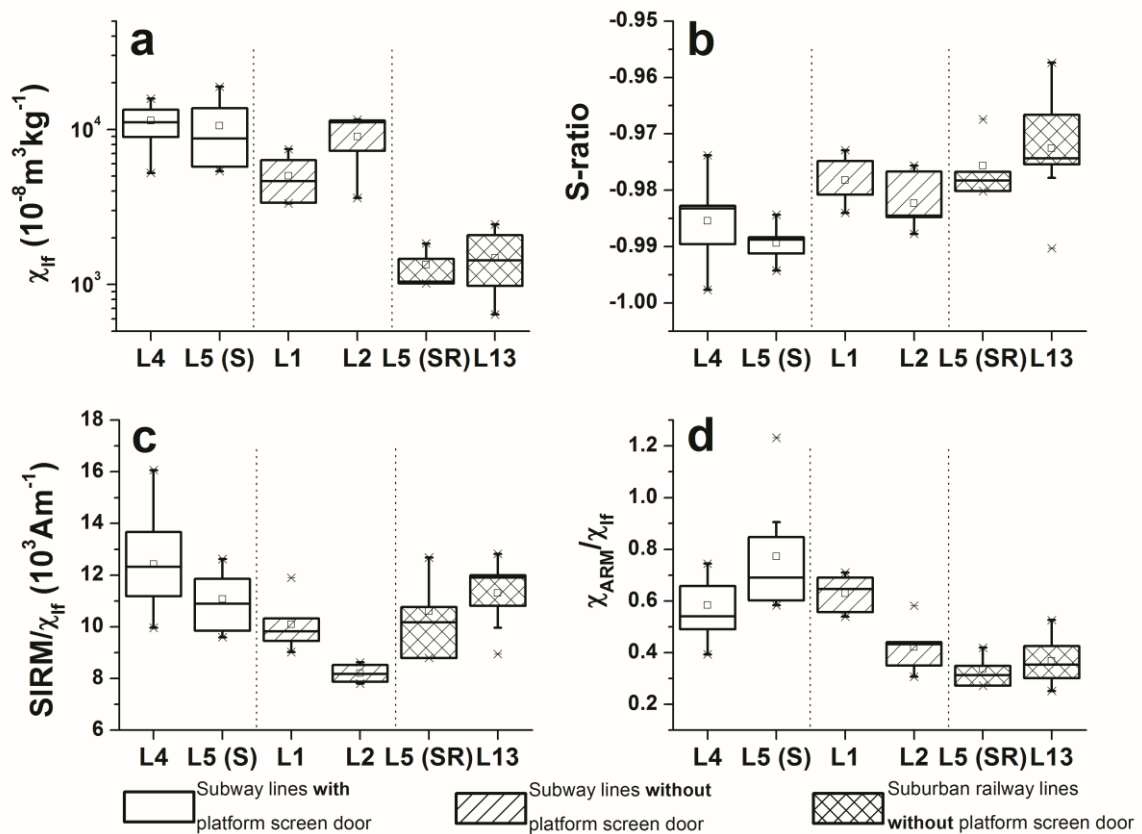 a
χlf (10-8m3kg-1)
104
103
L4 L5 (S) L1 L2 L5 (SR) L13
b
S-ratio
-0.95
-0.96
-0.97
-0.98
-0.99
-1.00
L4 L5 (S) L1 L2 L5 (SR) L13
c
SIRM/χlf (103Am-1)
18
16
14
12
10
8
6
L4 L5 (S) L1 L2 L5 (SR) L13
d
χARM/χlf
1.2
1.0
0.8
0.6
0.4
0.2
L4 L5 (S) L1 L2 L5 (SR) L13
Subway lines with
platform screen door
Subway lines without
platform screen door
Suburban railway lines
without platform screen door